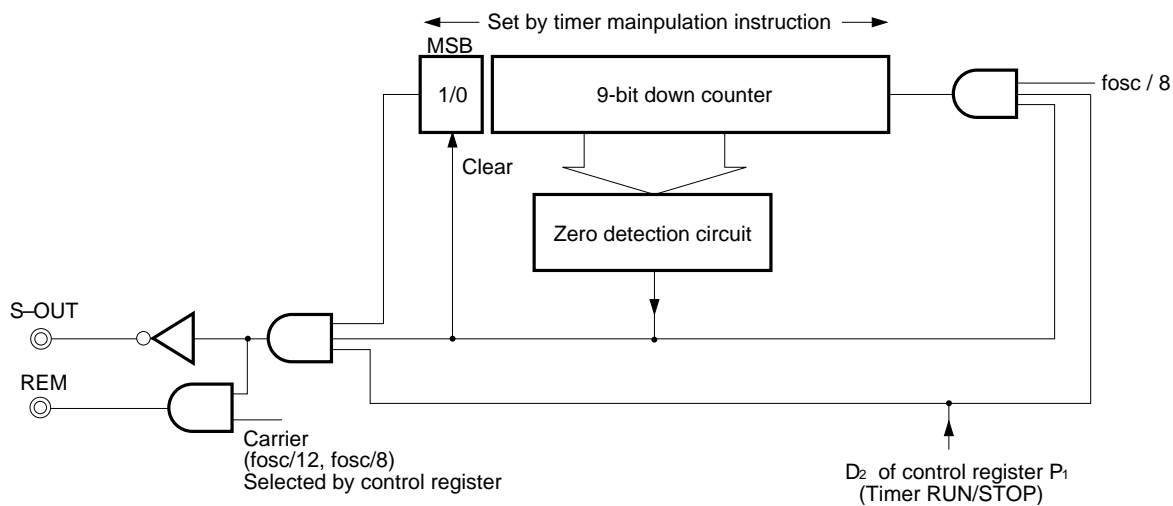 Set by timer mainpulation instruction
MSB
1/0
9-bit down counter
fosc / 8
Clear
Zero detection circuit
S–OUT
REM
Carrier
(fosc/12, fosc/8)
Selected by control register
D2 of control register P1
(Timer RUN/STOP)